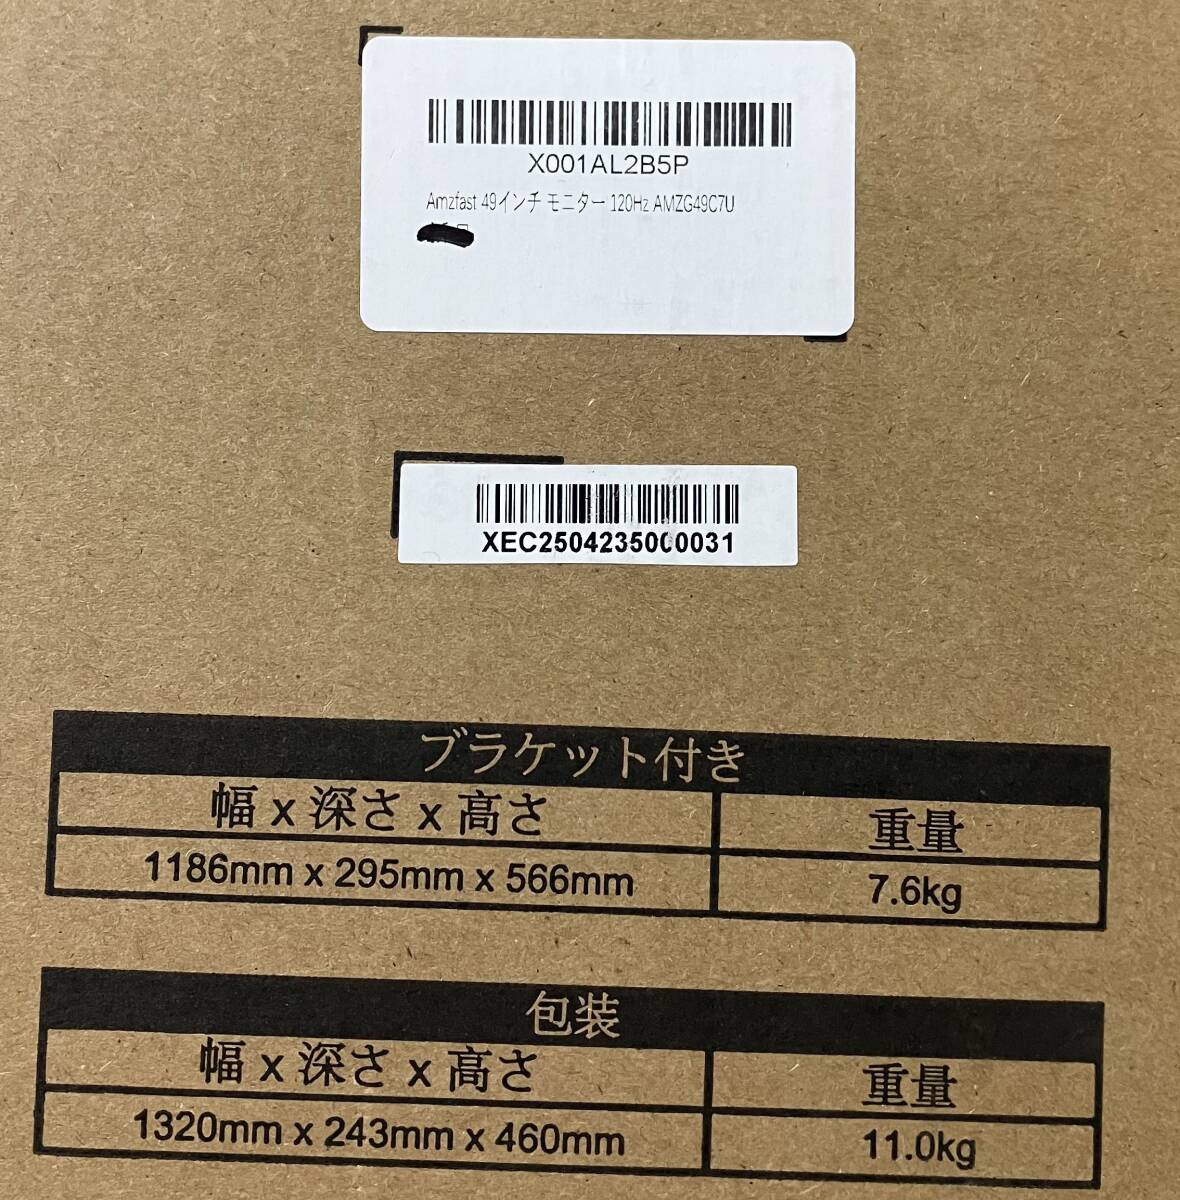 X001AL2B5P
Amzfast 49インチ モニター 120Hz AMZG49C7U
XEC2504235000031
ブラケット付き
幅 x 深さ x 高さ 重量
1186mm x 295mm x 566mm 7.6kg
包装
幅 x 深さ x 高さ 重量
1320mm x 243mm x 460mm 11.0kg